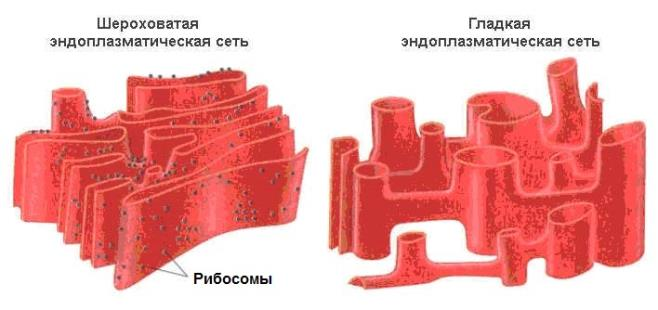 Шероховатая
эндоплазматическая сеть
Гладкая
эндоплазматическая сеть
Рибосомы